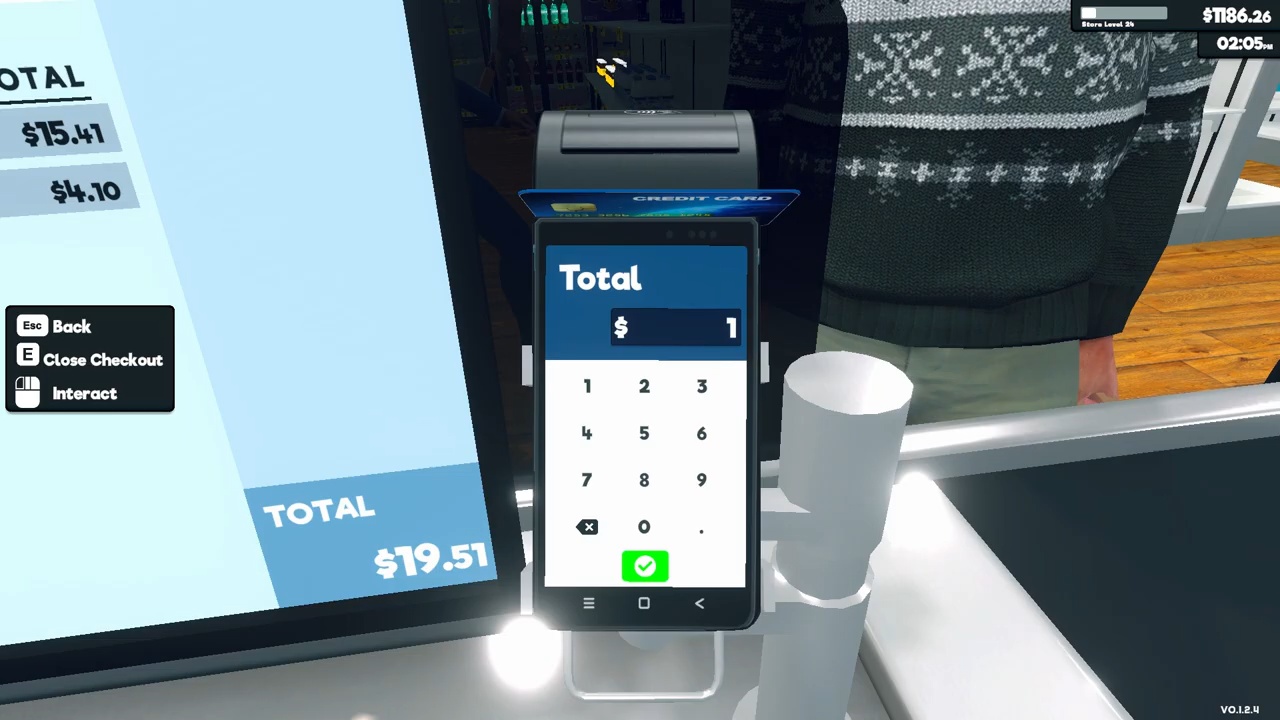 $1186.26
Store Level 24
02:05PM
OTAL
$15.41
$4.10
CREDIT CARD
Total
$ 1
Esc Back
E Close Checkout
Interact
1 2 3
4 5 6
7 8 9
0 .
TOTAL
$19.51
V0.1.2.4